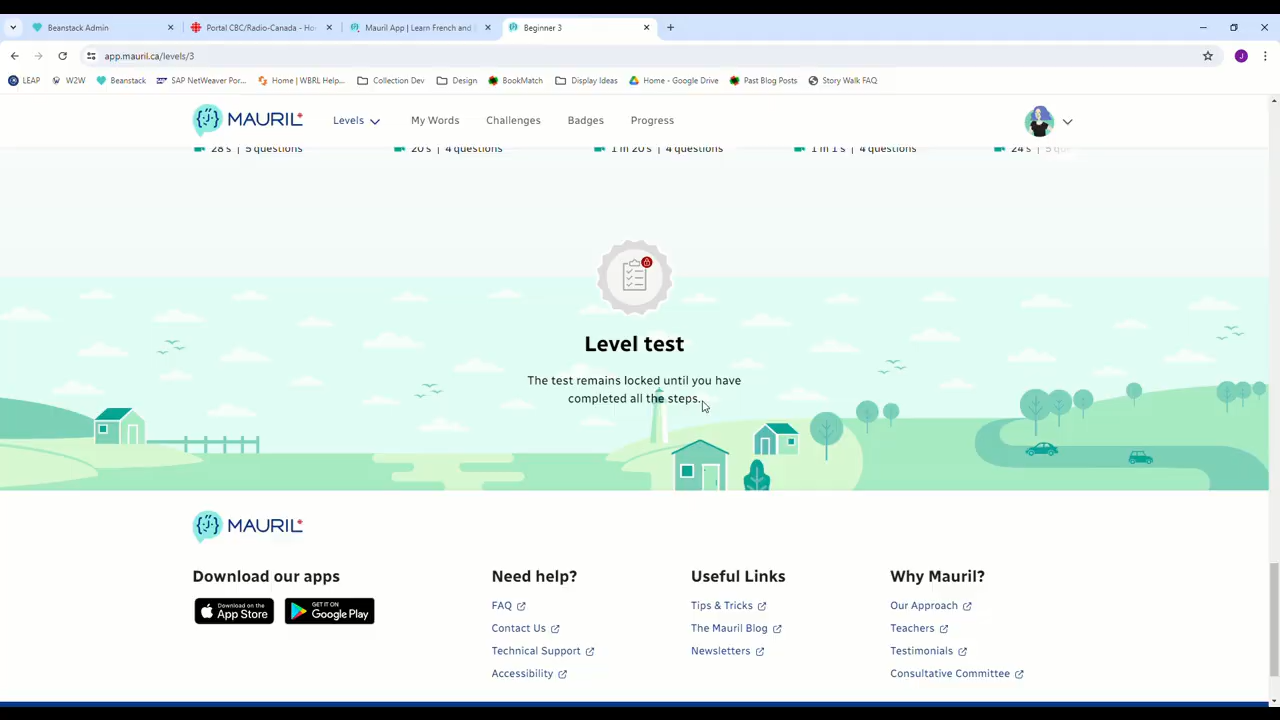 Beanstack Admin
Portal CBC/Radio-Canada - Ho
Mauril App | Learn French and
Beginner 3
app.mauril.ca/levels/3
LEAP
W2W
Beanstack
SAP NetWeaver Por...
Home | WBRL Help...
Collection Dev
Design
BookMatch
Display Ideas
Home - Google Drive
Past Blog Posts
Story Walk FAQ
MAURIL
Levels
My Words
Challenges
Badges
Progress
28's | 5 questions
20's | 4 questions
1 m 20's | 4 questions
1 m 1's | 4 questions
24's | 5 que
Level test
The test remains locked until you have
completed all the steps.
MAURIL
Download our apps
Download on the
App Store
GET IT ON
Google Play
Need help?
FAQ
Contact Us
Technical Support
Accessibility
Useful Links
Tips & Tricks
The Mauril Blog
Newsletters
Why Mauril?
Our Approach
Teachers
Testimonials
Consultative Committee